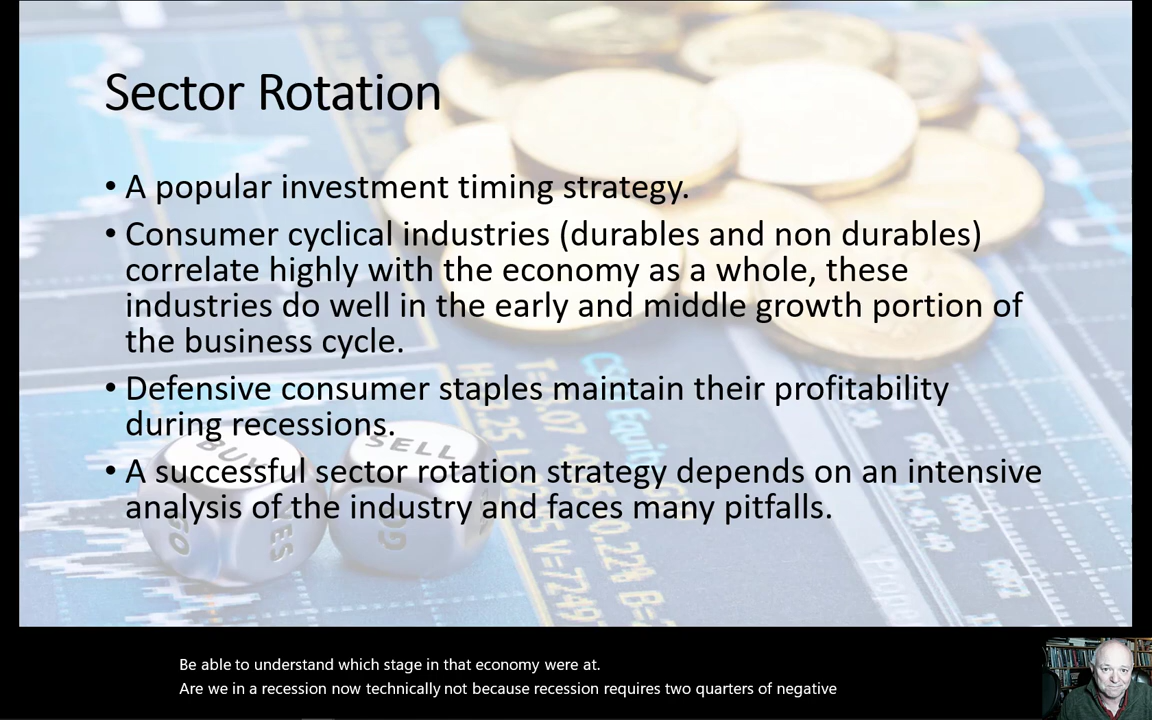 Sector Rotation
• A popular investment timing strategy.
• Consumer cyclical industries (durables and non durables)
correlate highly with the economy as a whole, these
industries do well in the early and middle growth portion of
the business cycle.
• Defensive consumer staples maintain their profitability
during recessions.
BUY
SELL
YES
• A successful sector rotation strategy depends on an intensive
analysis of the industry and faces many pitfalls.
Be able to understand which stage in that economy were at.
Are we in a recession now technically not because recession requires two quarters of negative